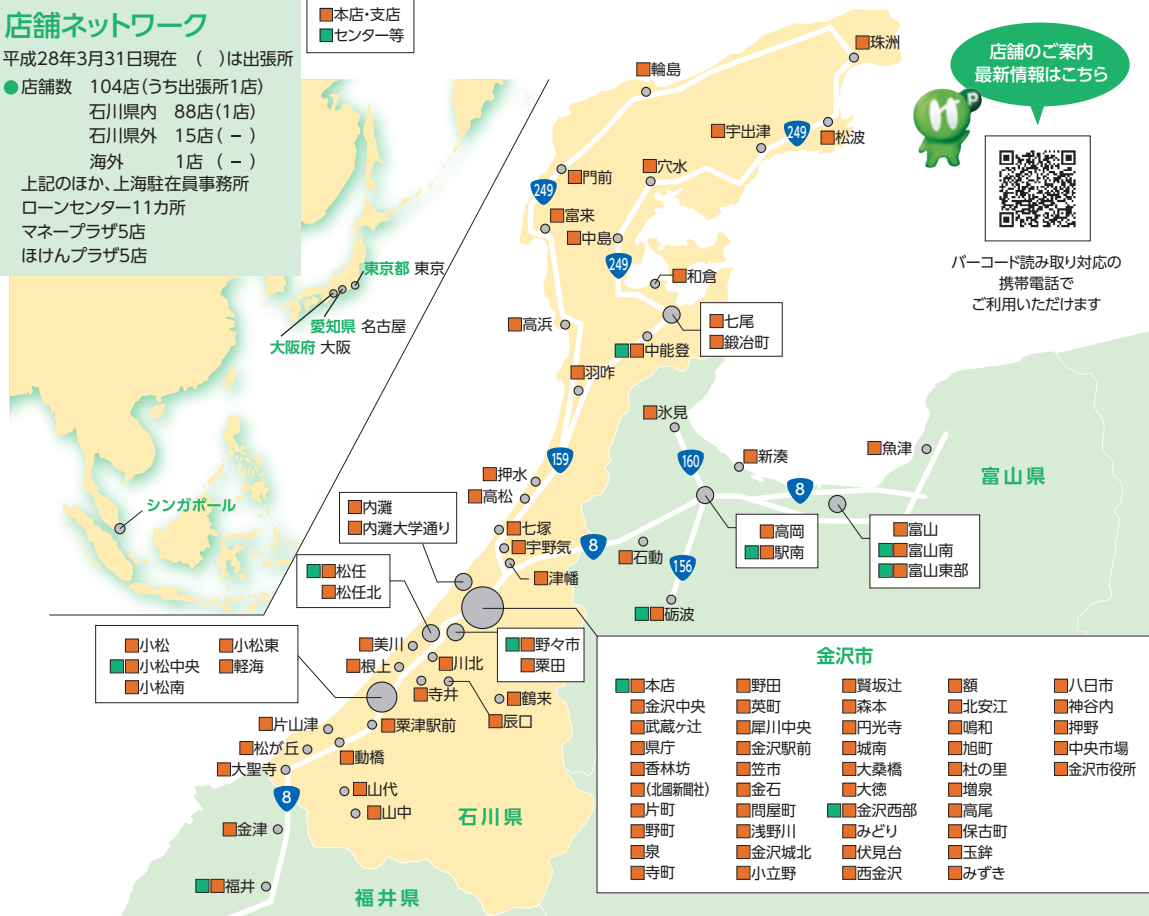 店舗ネットワーク
平成28年3月31日現在 ( )は出張所
●店舗数 104店(うち出張所1店)
石川県内 88店(1店)
石川県外 15店( − )
海外 1店 ( − )
上記のほか、上海駐在員事務所
ローンセンター11カ所
マネープラザ5店
ほけんプラザ5店
本店・支店
センター等
店舗のご案内
最新情報はこちら
P
バーコード読み取り対応の
携帯電話で
ご利用いただけます
東京都 東京
愛知県 名古屋
大阪府 大阪
シンガポール
珠洲
輪島
宇出津
249
松波
穴水
門前
249
富来
中島
249
和倉
七尾
鍛冶町
高浜
中能登
羽咋
氷見
160
新湊
魚津
富山県
8
159
押水
高松
七塚
宇野気
津幡
8
石動
156
砺波
高岡
駅南
富山
富山南
富山東部
内灘
内灘大学通り
松任
松任北
野々市
粟田
小松
小松東
小松中央
軽海
小松南
美川
根上
川北
寺井
鶴来
辰口
粟津駅前
片山津
松が丘
動橋
大聖寺
8
山代
山中
石川県
金津
福井
福井県
金沢市
本店
金沢中央
武蔵ヶ辻
県庁
香林坊
(北國新聞社)
片町
野町
泉
寺町
野田
英町
犀川中央
金沢駅前
笠市
金石
問屋町
浅野川
金沢城北
小立野
賢坂辻
森本
円光寺
城南
大桑橋
大徳
金沢西部
みどり
伏見台
西金沢
額
北安江
鳴和
旭町
杜の里
増泉
高尾
保古町
玉鉾
みずき
八日市
神谷内
押野
中央市場
金沢市役所